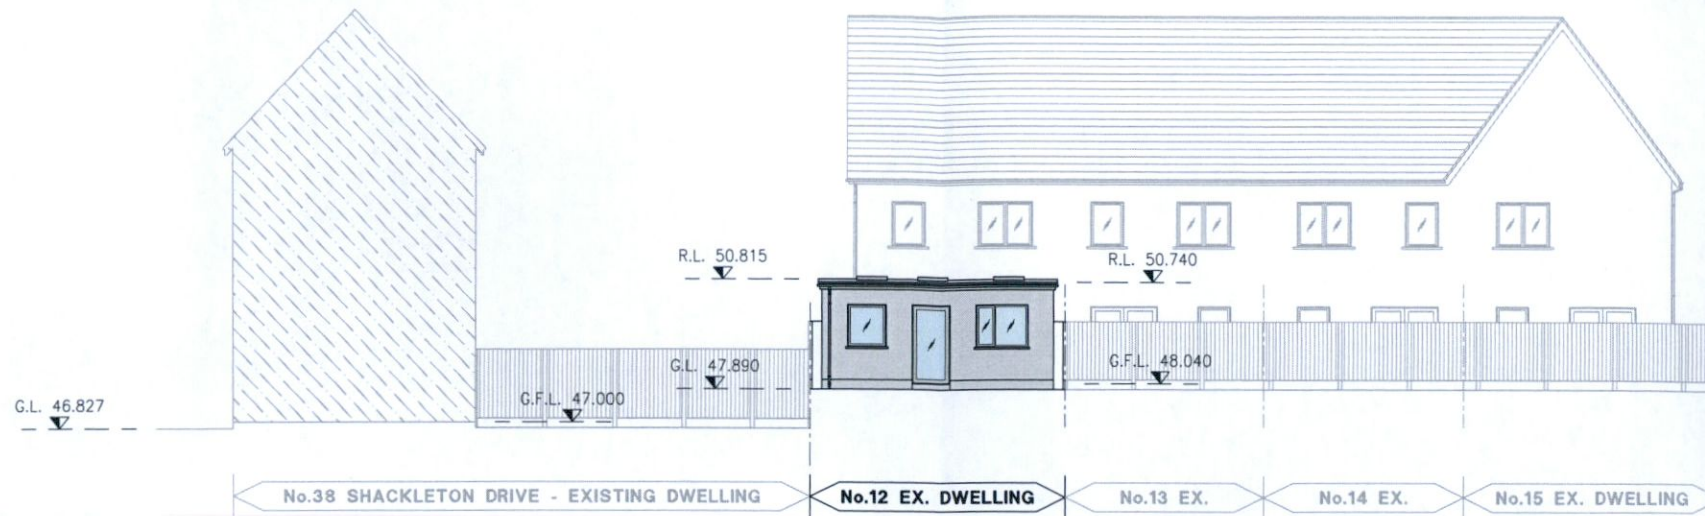 R.L. 50.815
R.L. 50.740
G.L. 47.890
G.F.L. 48.040
G.L. 46.827
G.F.L. 47.000
No.38 SHACKLETON DRIVE - EXISTING DWELLING
No.12 EX. DWELLING
No.13 EX.
No.14 EX.
No.15 EX. DWELLING